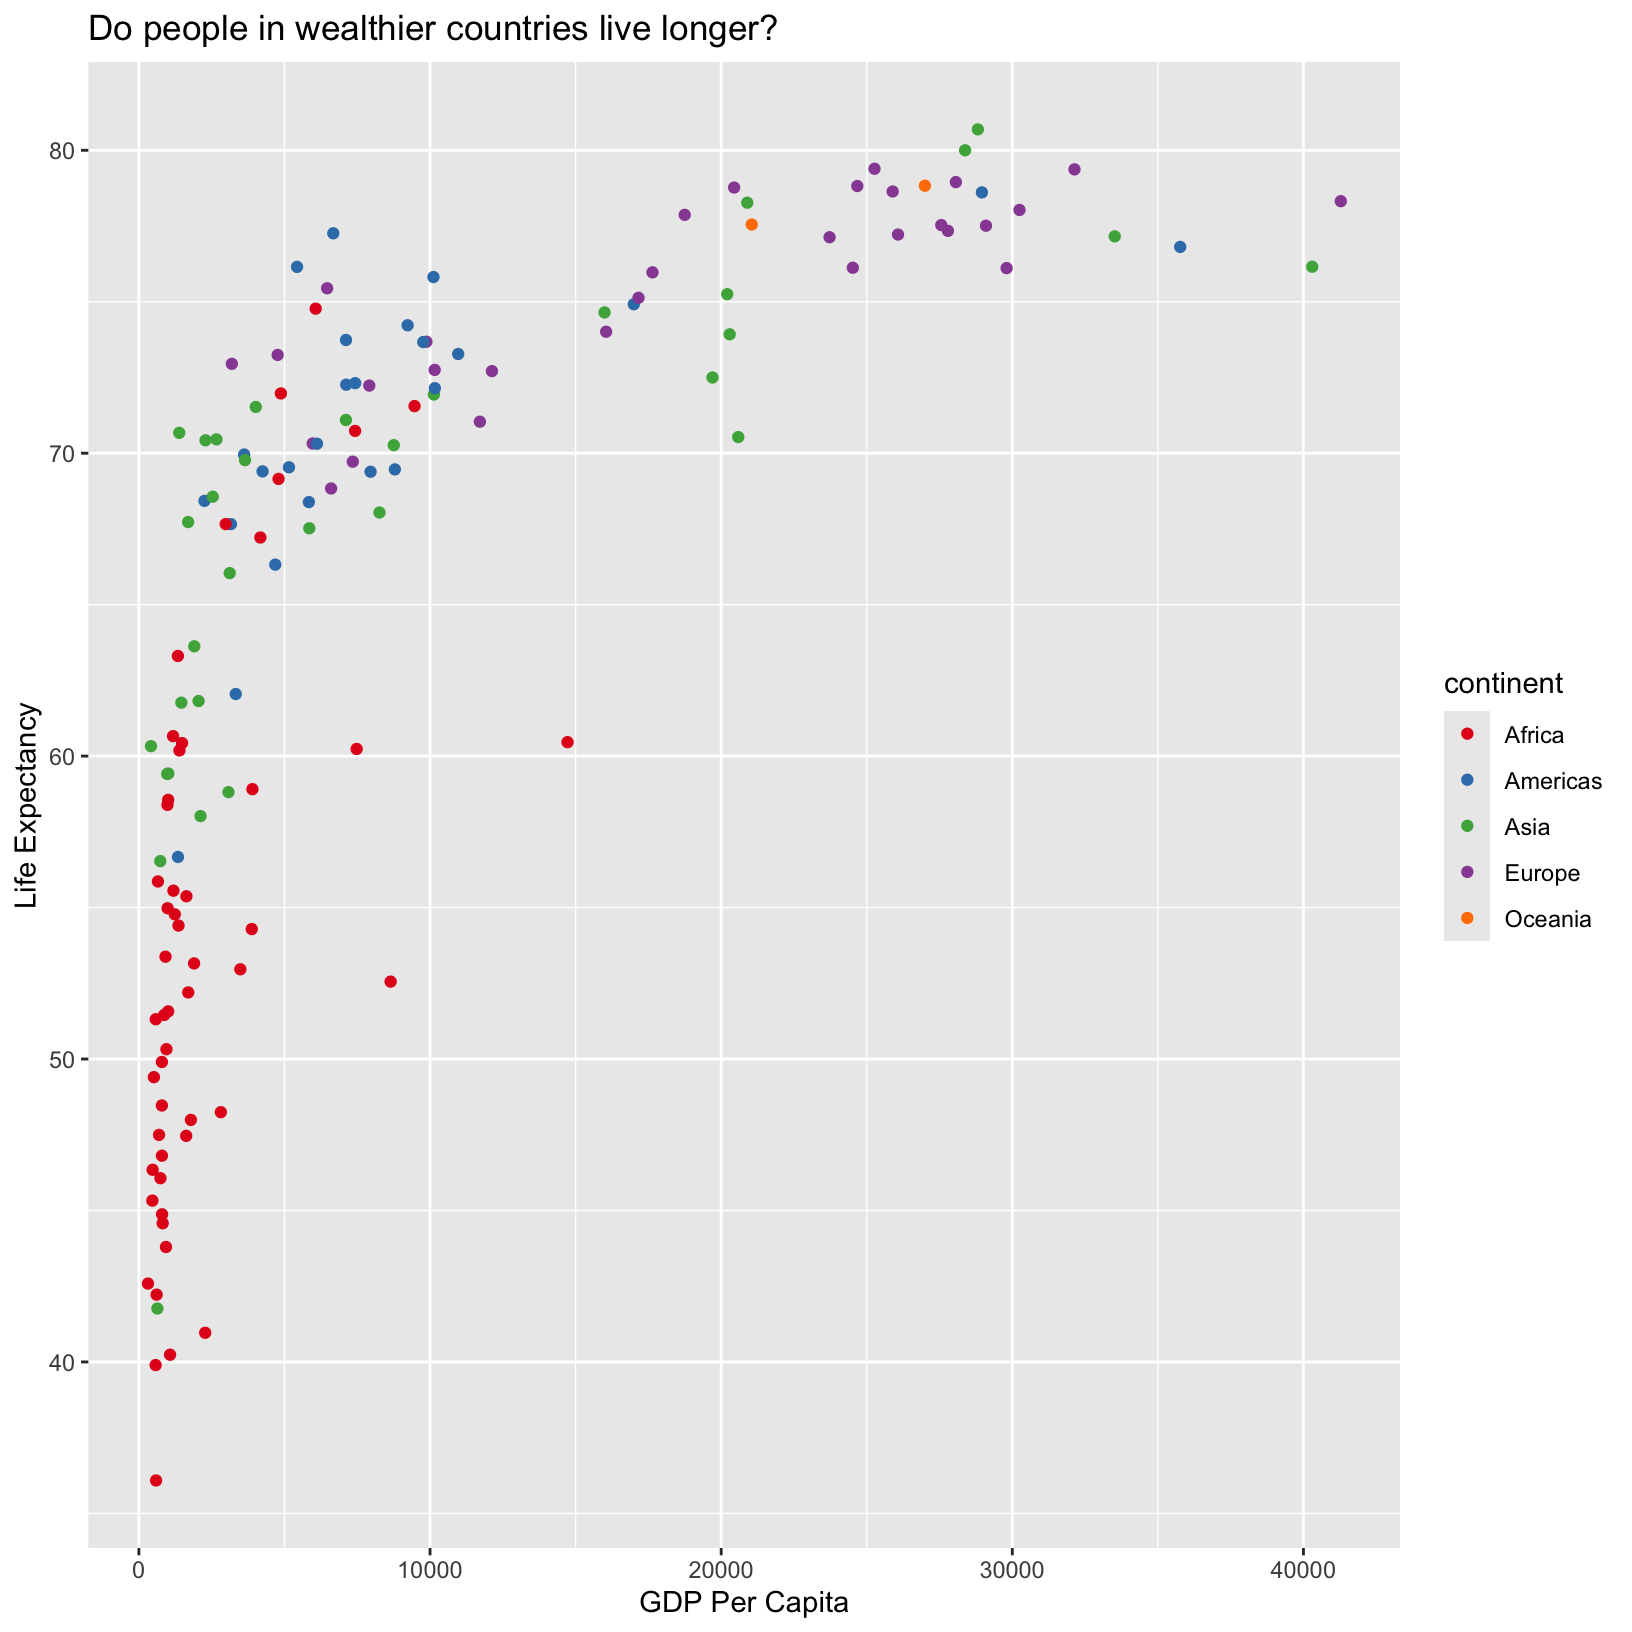 Do people in wealthier countries live longer?
80
70
60
50
40
Life Expectancy
0 10000 20000 30000 40000
GDP Per Capita
continent
Africa
Americas
Asia
Europe
Oceania